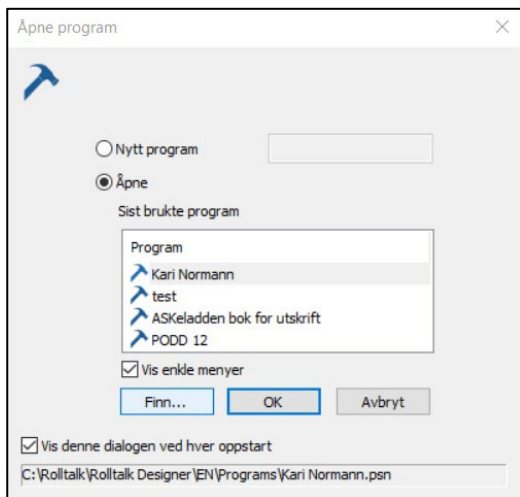 Åpne program
Nytt program
Åpne
Sist brukte program
Program
Kari Normann
test
ASKeladden bok for utskrift
PODD 12
Vis enkle menyer
Finn... OK Avbryt
Vis denne dialogen ved hver oppstart
C:\Rolltalk\Rolltalk Designer\EN\Programs\Kari Normann.psn